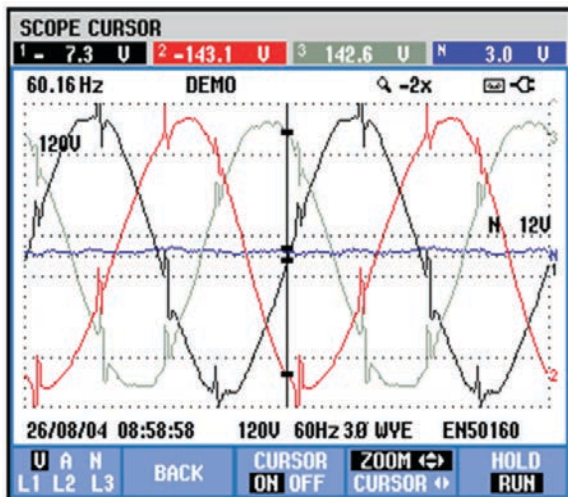 SCOPE CURSOR
1 - 7.3 V 2 -143.1 V 3 142.6 V N 3.0 V
60.16 Hz DEMO -2x
120V
3
N 12V
N
1
2
26/08/04 08:58:58 120V 60Hz 3Ø WYE EN50160
V A N
L1 L2 L3
BACK
CURSOR
ON OFF
ZOOM
CURSOR
HOLD
RUN